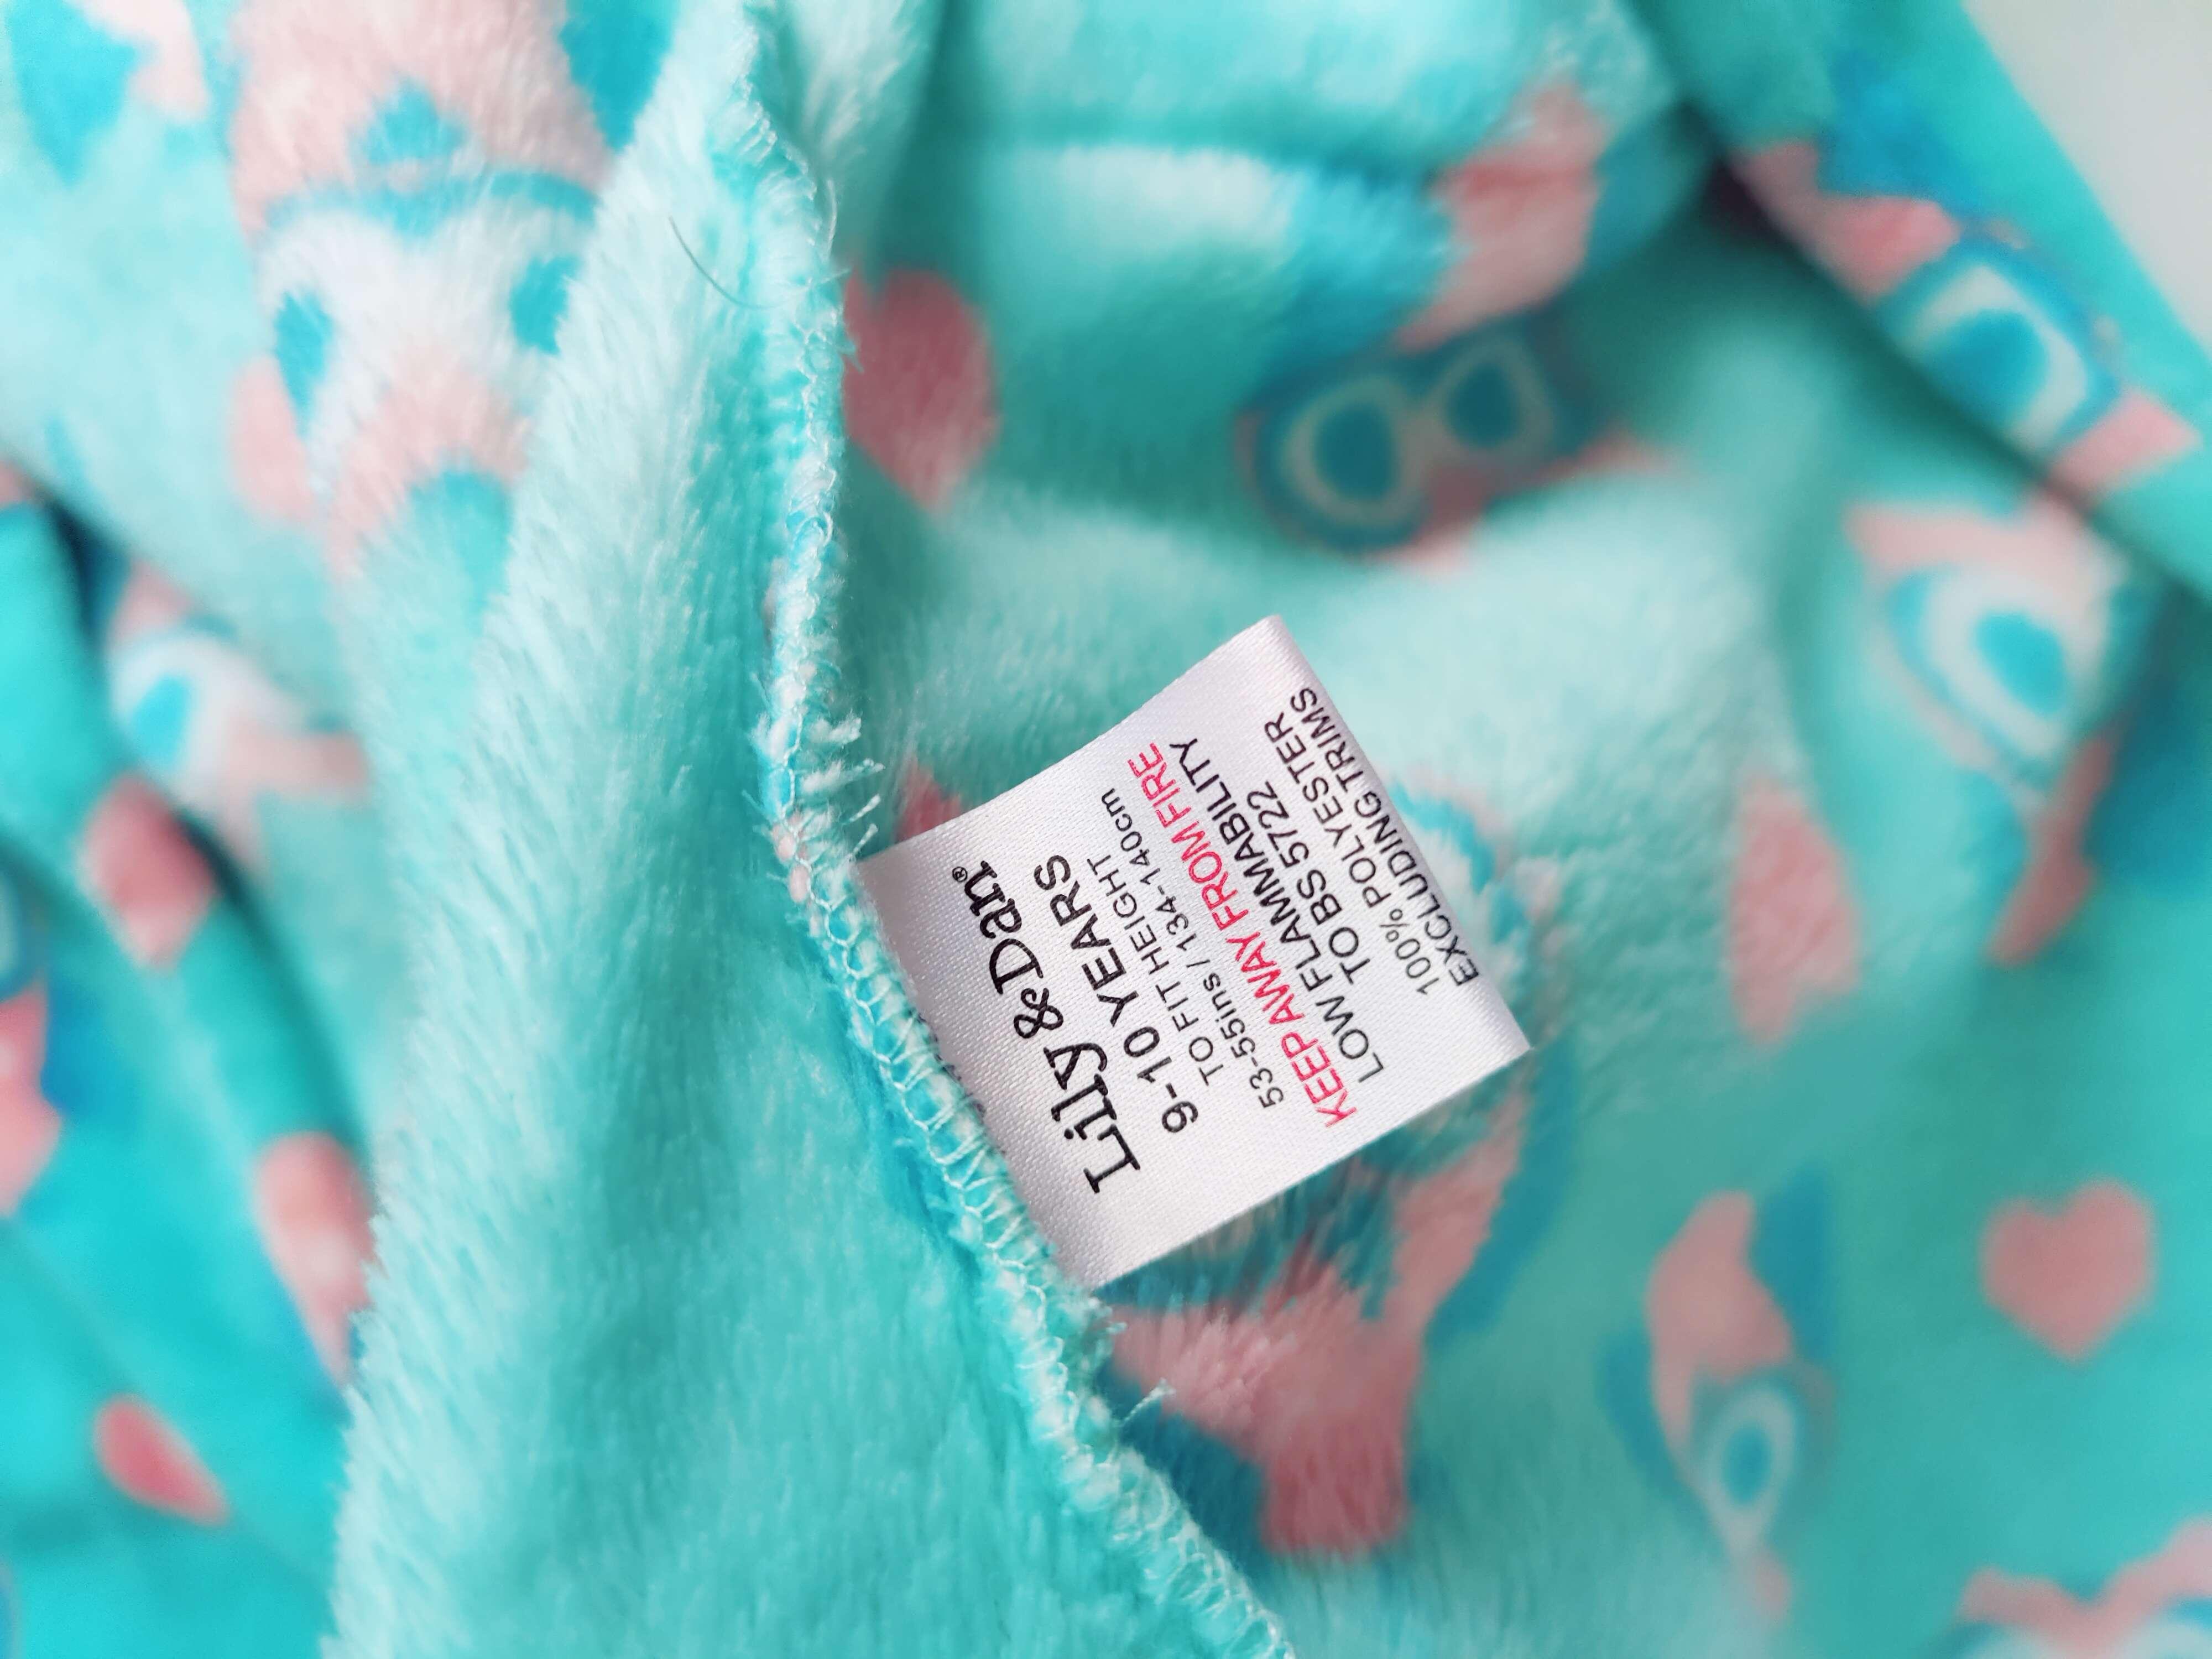 Lily & Dan®
9-10 YEARS
TO FIT HEIGHT
53-55ins / 134-140cm
KEEP AWAY FROM FIRE
LOW FLAMMABILITY
TO BS 5722
100% POLYESTER
EXCLUDING TRIMS